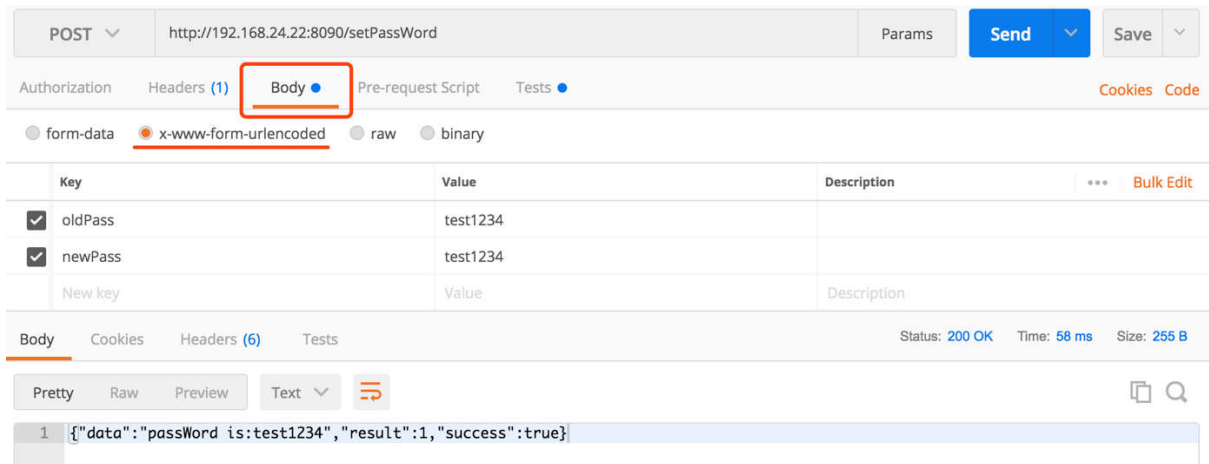 POST http://192.168.24.22:8090/setPassWord Params Send Save
Authorization Headers (1) Body Pre-request Script Tests Cookies Code
form-data x-www-form-urlencoded raw binary
Key Value Description Bulk Edit
oldPass test1234
newPass test1234
New key Value Description
Body Cookies Headers (6) Tests Status: 200 OK Time: 58 ms Size: 255 B
Pretty Raw Preview Text
1 {"data":"passWord is:test1234","result":1,"success":true}